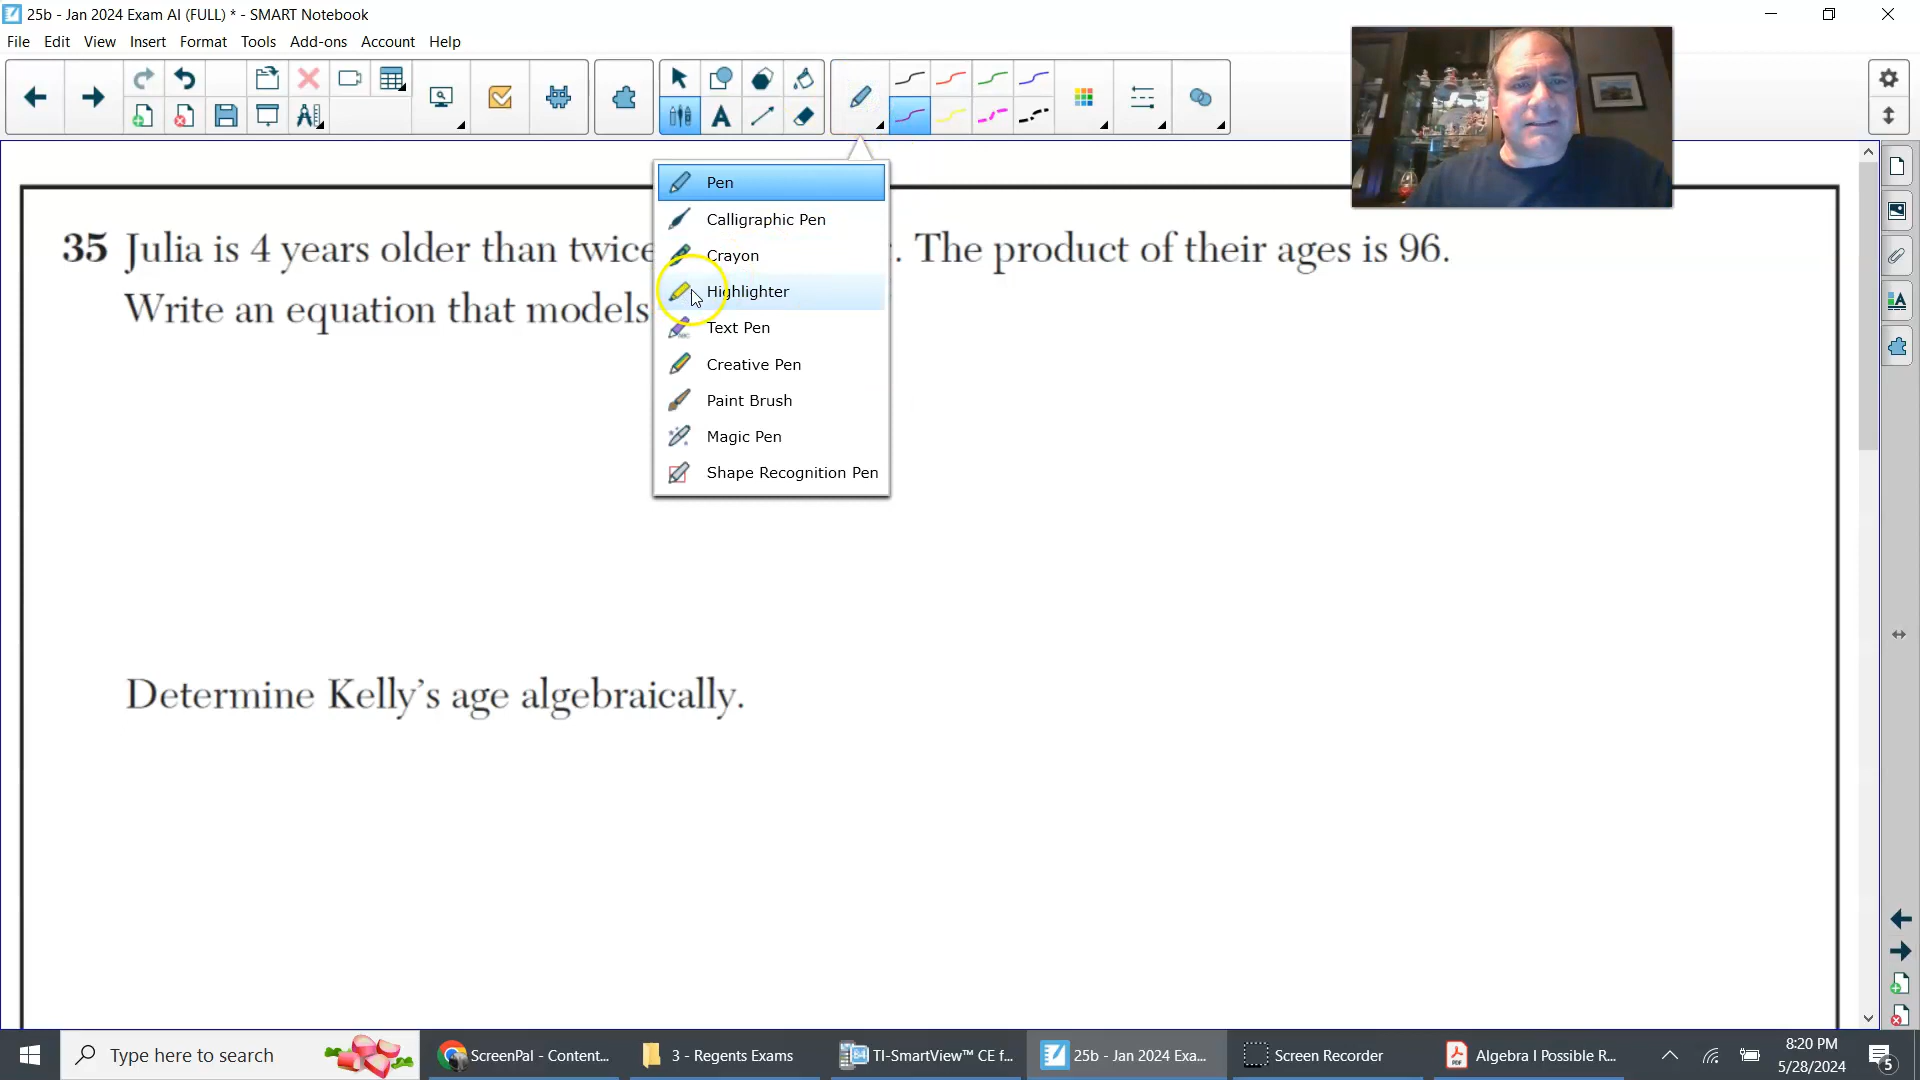 25b - Jan 2024 Exam AI (FULL) * - SMART Notebook
File Edit View Insert Format Tools Add-ons Account Help
Pen
Calligraphic Pen
Crayon
Highlighter
Text Pen
Creative Pen
Paint Brush
Magic Pen
Shape Recognition Pen
35 Julia is 4 years older than twice . The product of their ages is 96.
Write an equation that models
Determine Kelly's age algebraically.
Type here to search
ScreenPal - Content...
3 - Regents Exams
TI-SmartView™ CE f...
25b - Jan 2024 Exa...
Screen Recorder
Algebra I Possible R...
8:20 PM
5/28/2024
5